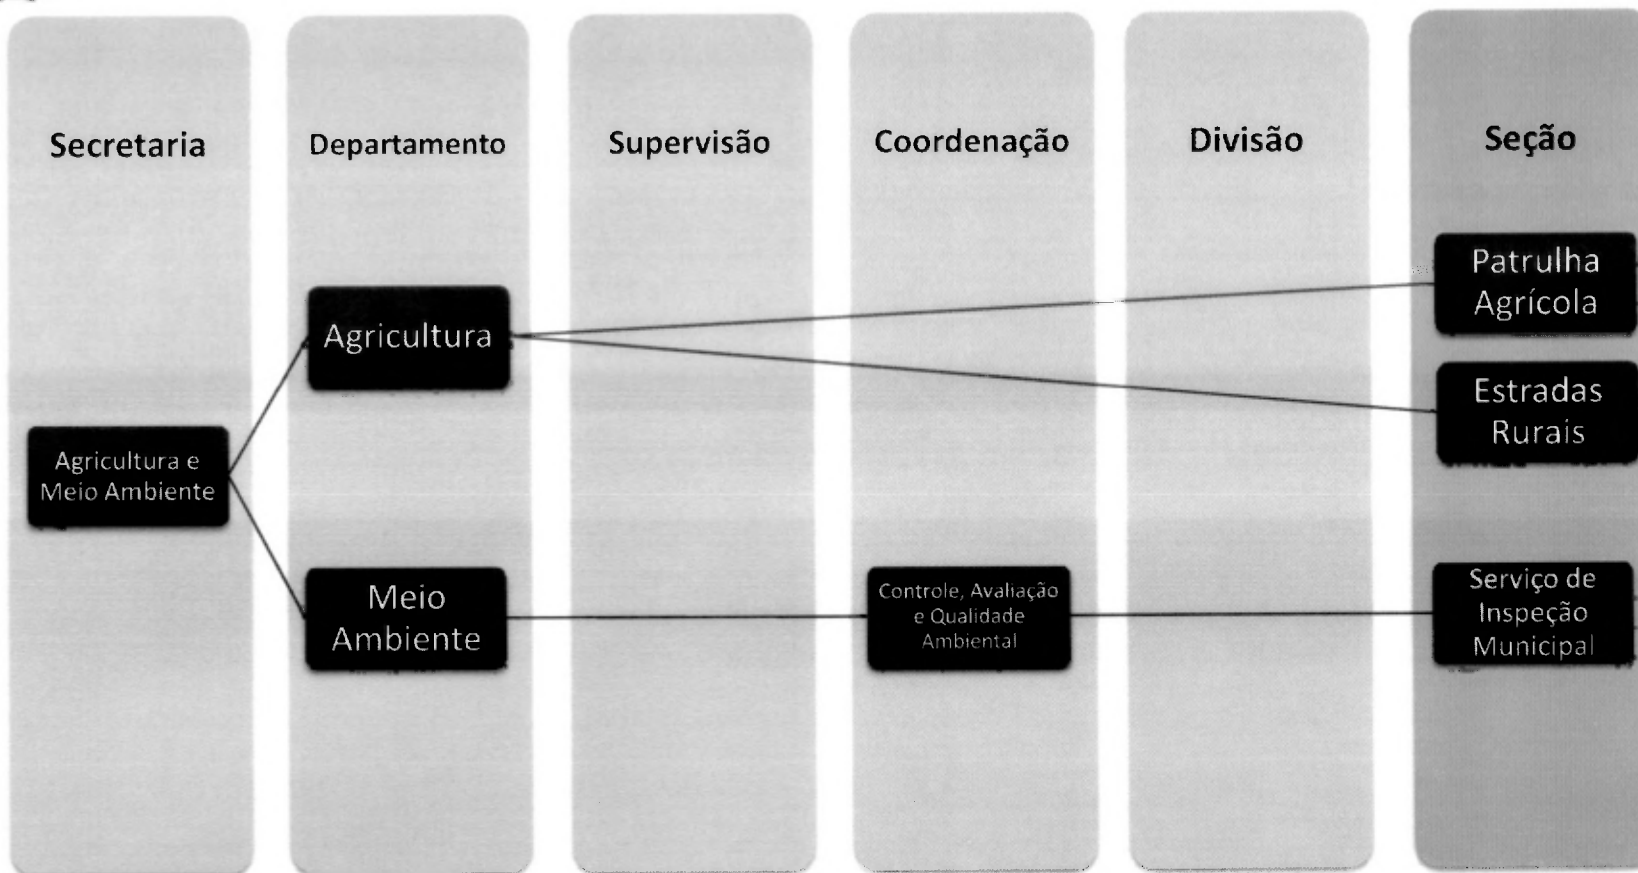 Secretaria
Departamento
Supervisão
Coordenação
Divisão
Seção
Agricultura e
Meio Ambiente
Agricultura
Meio
Ambiente
Controle, Avaliação
e Qualidade
Ambiental
Patrulha
Agrícola
Estradas
Rurais
Serviço de
Inspeção
Municipal